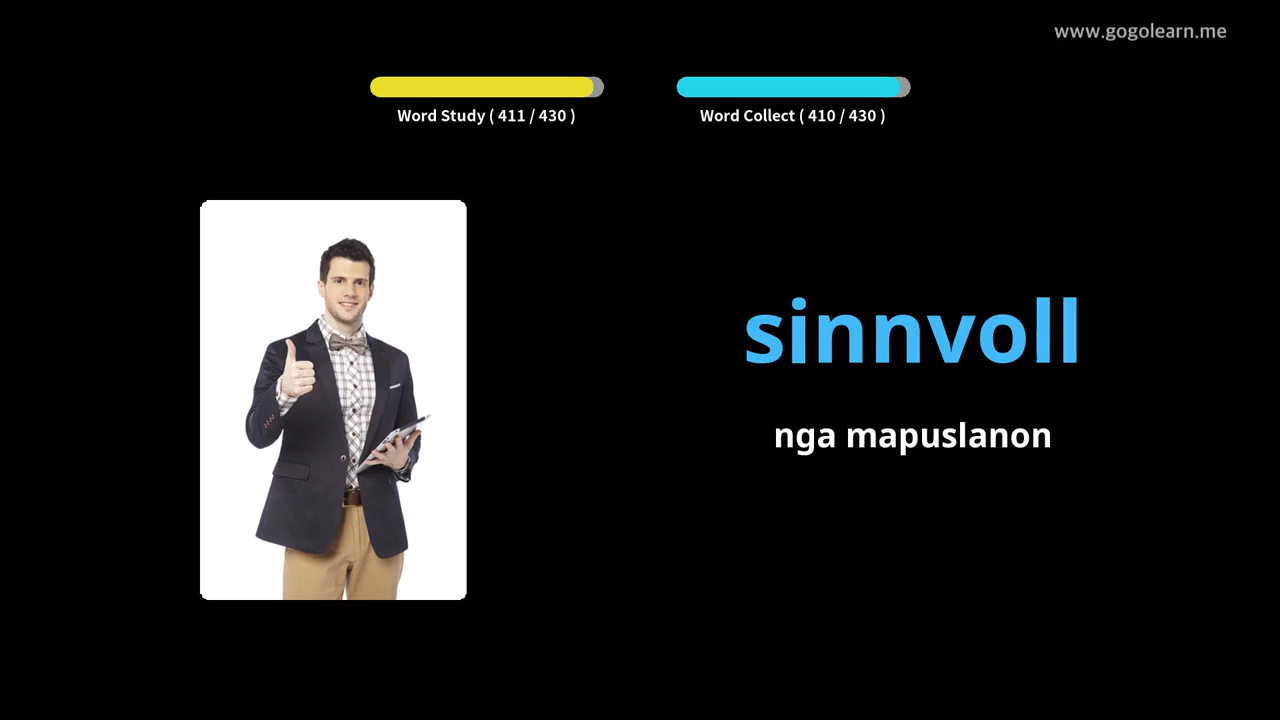 www.gogolearn.me
Word Study ( 411 / 430 )
Word Collect ( 410 / 430 )
sinnvoll
nga mapuslanon